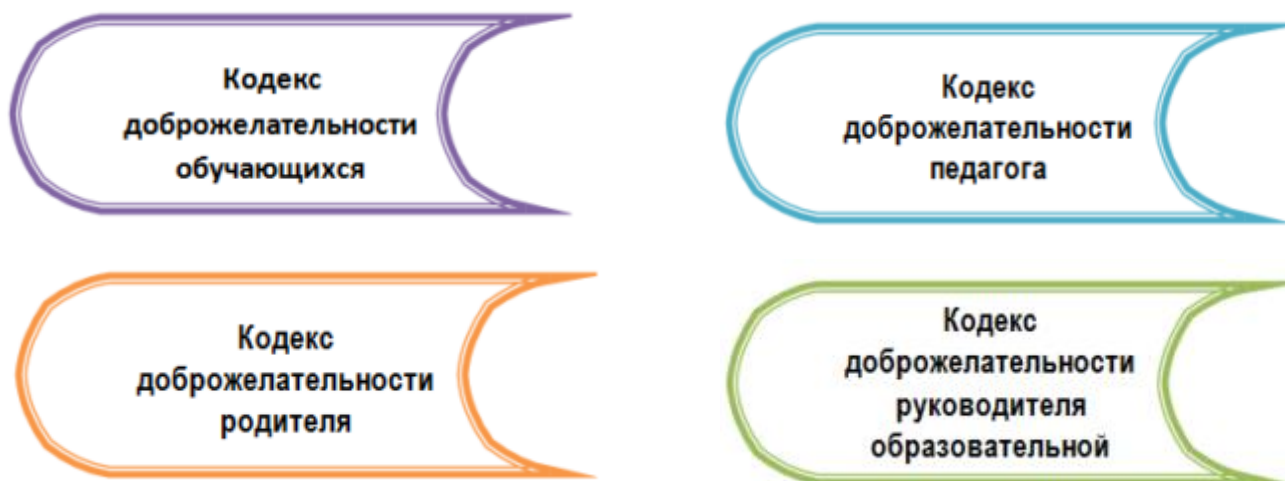 Кодекс
доброжелательности
обучающихся
Кодекс
доброжелательности
педагога
Кодекс
доброжелательности
родителя
Кодекс
доброжелательности
руководителя
образовательной